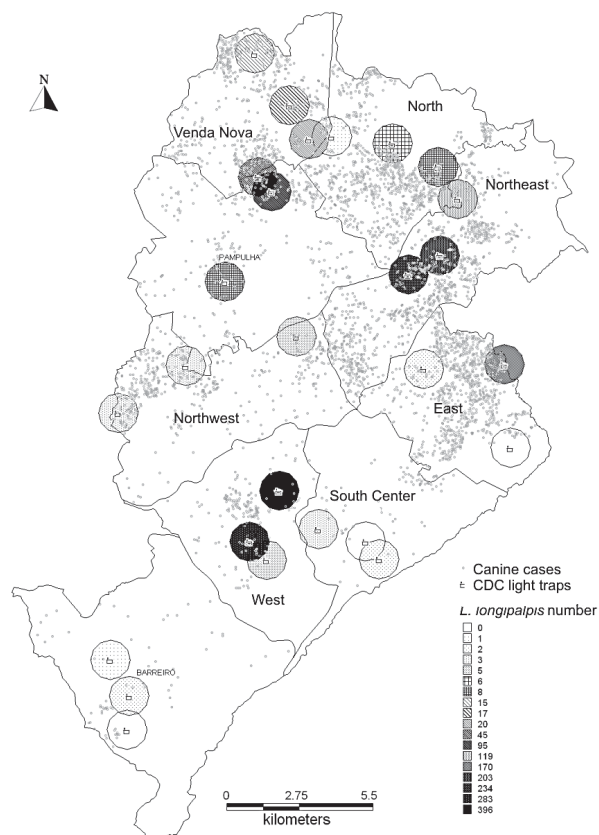 N
North
Venda Nova
Northeast
PAMPULHA
East
Northwest
South Center
West
Canine cases
CDC light traps
L. longipalpis number
BARREIRO
0
1
2
3
5
6
8
15
17
20
45
95
119
170
203
234
283
396
0 2.75 5.5
kilometers